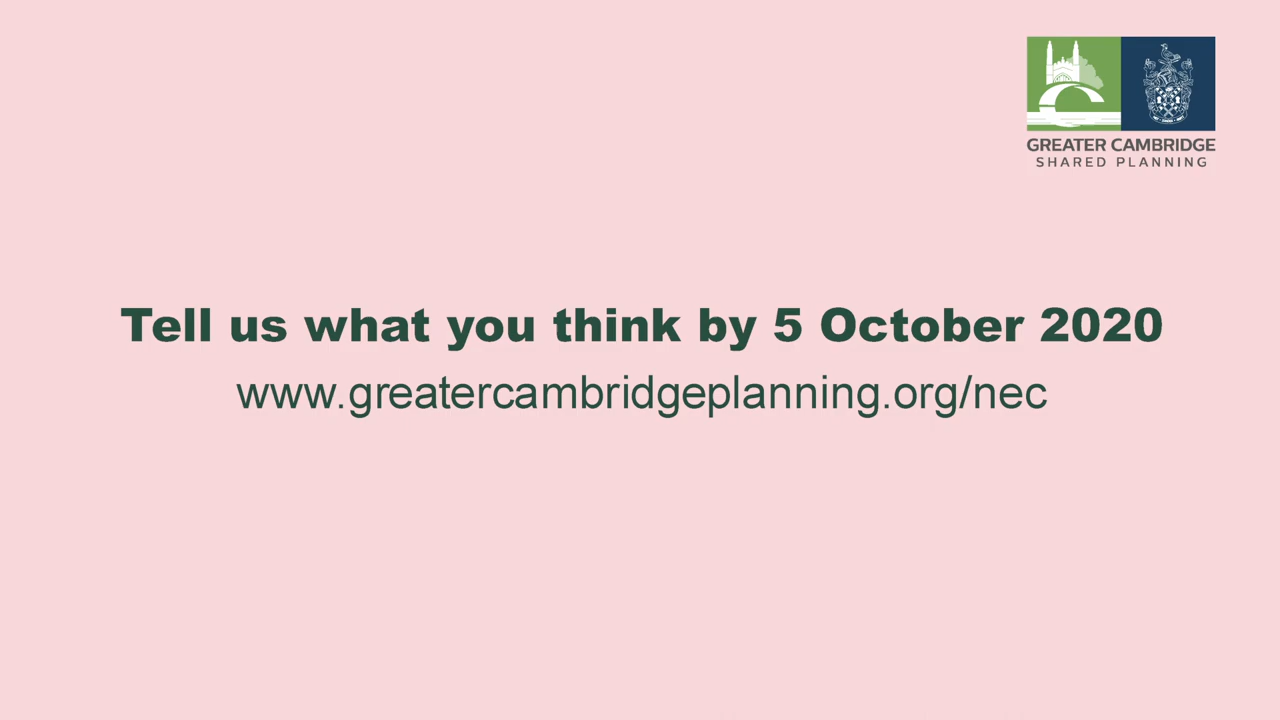 GREATER CAMBRIDGE
SHARED PLANNING
Tell us what you think by 5 October 2020
www.greatercambridgeplanning.org/nec